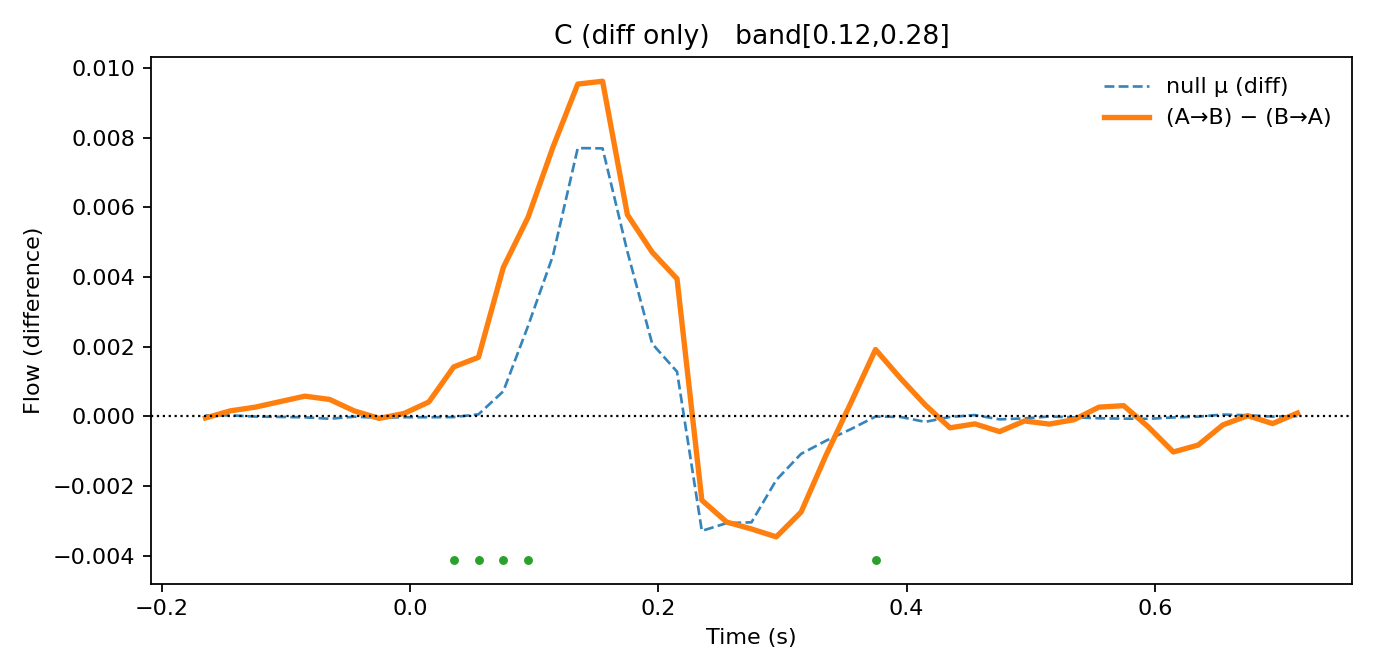 C (diff only)   band[0.12,0.28]
0.010
0.008
0.006
0.004
0.002
0.000
−0.002
−0.004
Flow (difference)
null μ (diff)
(A→B) − (B→A)
−0.2
0.0
0.2
0.4
0.6
Time (s)